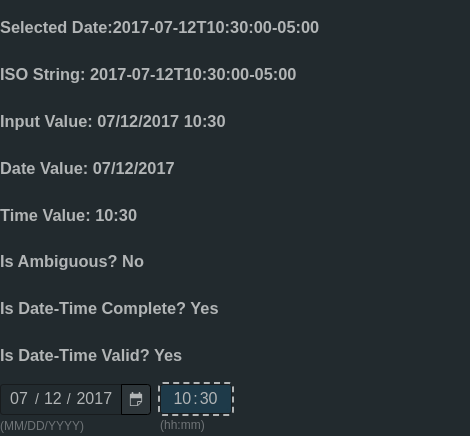 Selected Date:2017-07-12T10:30:00-05:00
ISO String: 2017-07-12T10:30:00-05:00
Input Value: 07/12/2017 10:30
Date Value: 07/12/2017
Time Value: 10:30
Is Ambiguous? No
Is Date-Time Complete? Yes
Is Date-Time Valid? Yes
07 / 12 / 2017 10:30
(MM/DD/YYYY) (hh:mm)